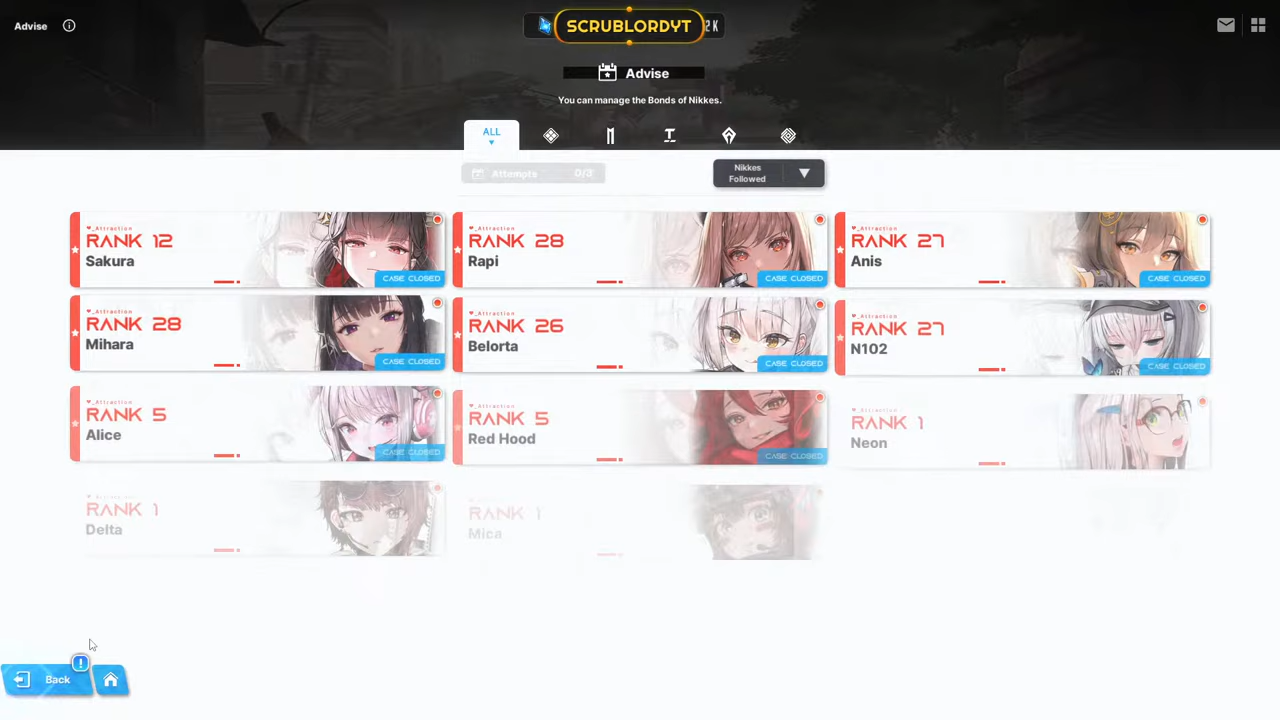 Advise
SCRUBLORDYT
2 K
Advise
You can manage the Bonds of Nikkes.
ALL
Attempts 0/3
Nikkes
Followed
Attraction
RANK 12
Sakura
CASE CLOSED
Attraction
RANK 28
Rapi
CASE CLOSED
Attraction
RANK 27
Anis
CASE CLOSED
Attraction
RANK 28
Mihara
CASE CLOSED
Attraction
RANK 26
Belorta
CASE CLOSED
Attraction
RANK 27
N102
CASE CLOSED
Attraction
RANK 5
Alice
CASE CLOSED
Attraction
RANK 5
Red Hood
CASE CLOSED
Attraction
RANK 1
Neon
RANK 1
Delta
RANK 1
Mica
Back